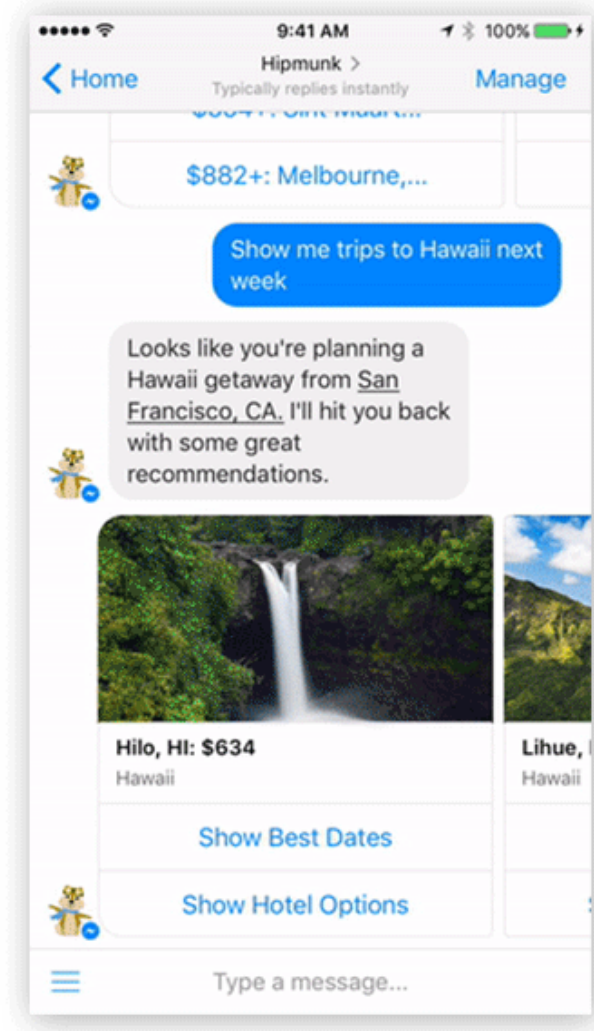 9:41 AM
100%
Home
Hipmunk >
Typically replies instantly
Manage
$882+: Melbourne,...
Show me trips to Hawaii next
week
Looks like you're planning a
Hawaii getaway from San
Francisco, CA. I'll hit you back
with some great
recommendations.
Hilo, HI: $634
Lihue,
Hawaii
Hawaii
Show Best Dates
Show Hotel Options
Type a message...